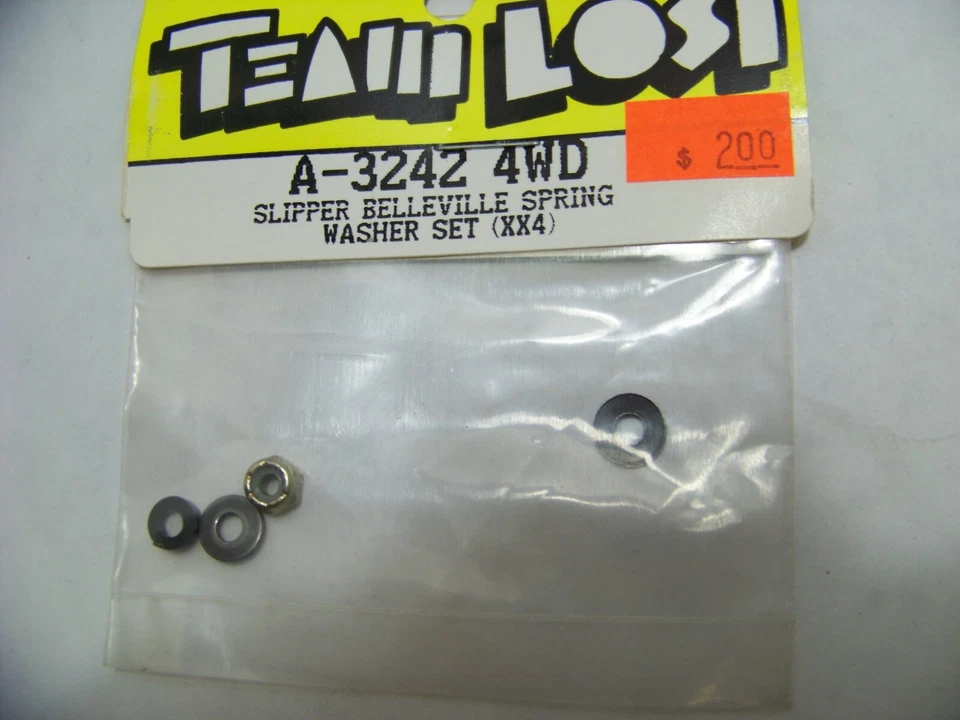 TEAM LOSI
$ 200
A-3242 4WD
SLIPPER BELLEVILLE SPRING
WASHER SET (XX4)